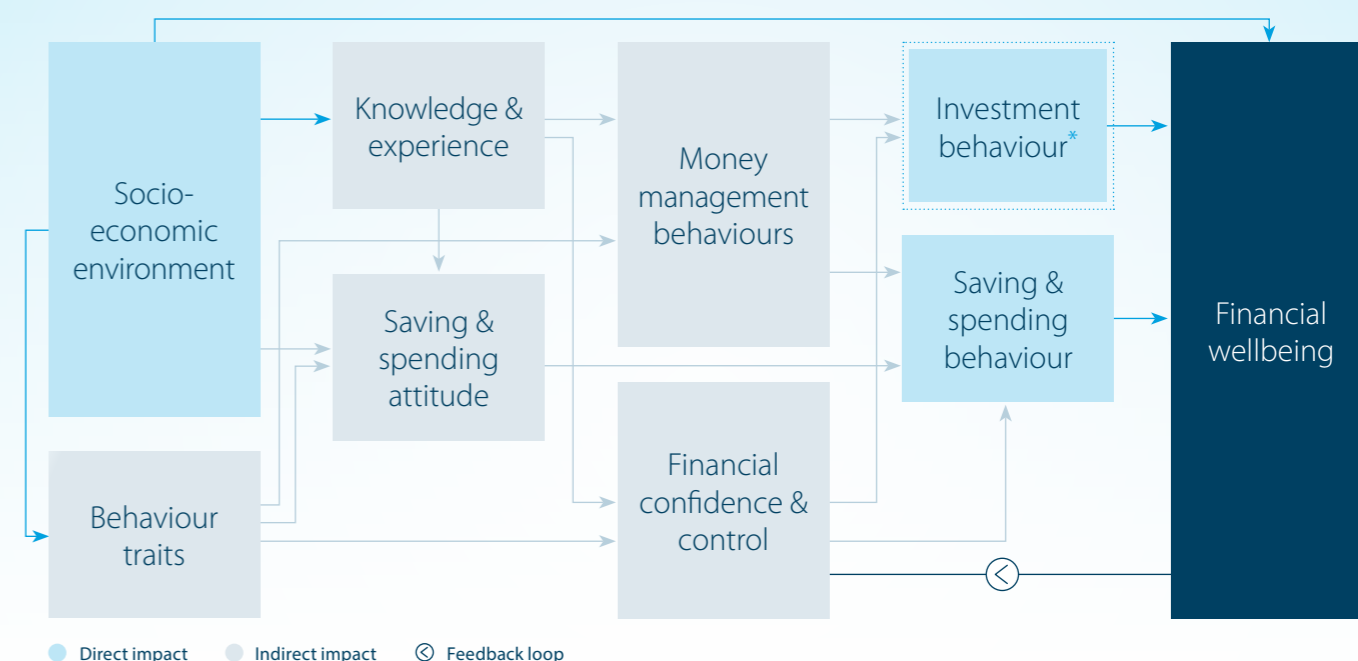 Socio-
economic
environment
Behaviour
traits
Knowledge &
experience
Saving &
spending
attitude
Money
management
behaviours
Financial
confidence &
control
Investment
behaviour*
Saving &
spending
behaviour
Financial
wellbeing
Direct impact
Indirect impact
Feedback loop